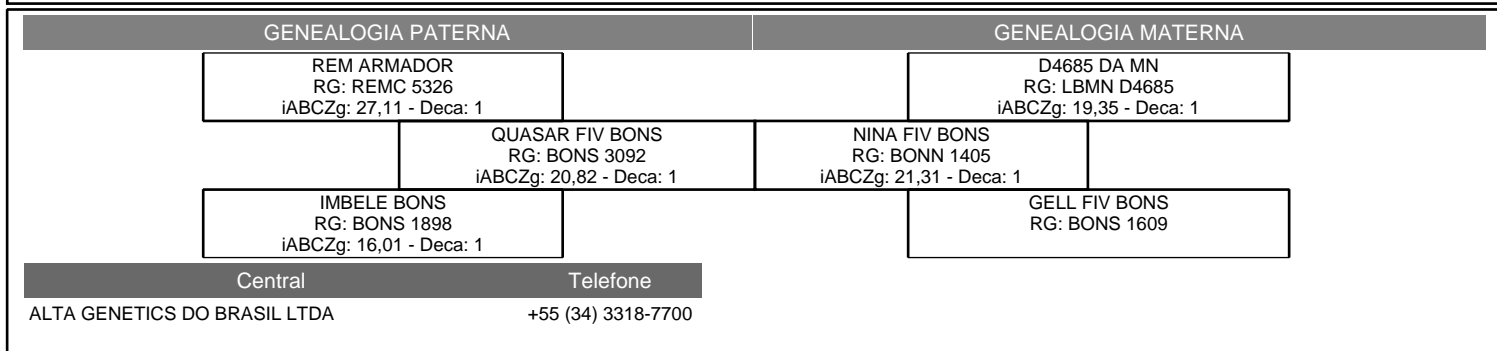 GENEALOGIA PATERNA
GENEALOGIA MATERNA
REM ARMADOR
RG: REMC 5326
iABCZg: 27,11 - Deca: 1
D4685 DA MN
RG: LBMN D4685
iABCZg: 19,35 - Deca: 1
QUASAR FIV BONS
RG: BONS 3092
iABCZg: 20,82 - Deca: 1
NINA FIV BONS
RG: BONN 1405
iABCZg: 21,31 - Deca: 1
IMBELE BONS
RG: BONS 1898
iABCZg: 16,01 - Deca: 1
GELL FIV BONS
RG: BONS 1609
Central
Telefone
ALTA GENETICS DO BRASIL LTDA
+55 (34) 3318-7700